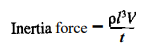 Inertia force – ρl³V/t